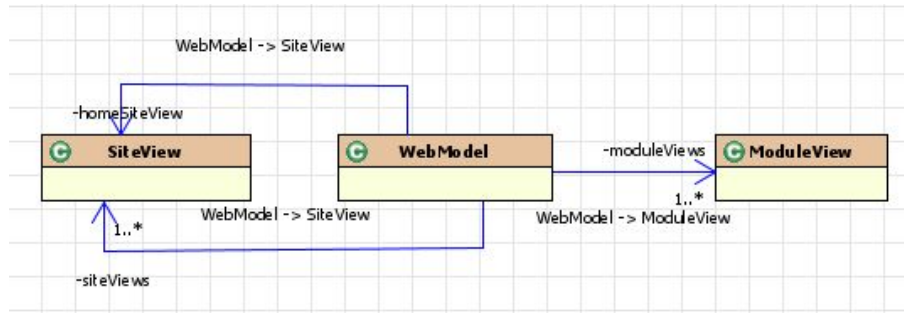 WebModel -> SiteView
-homeSiteView
C SiteView
C WebModel
-moduleViews
C ModuleView
1..*
WebModel -> SiteView
1..*
WebModel -> ModuleView
-siteViews